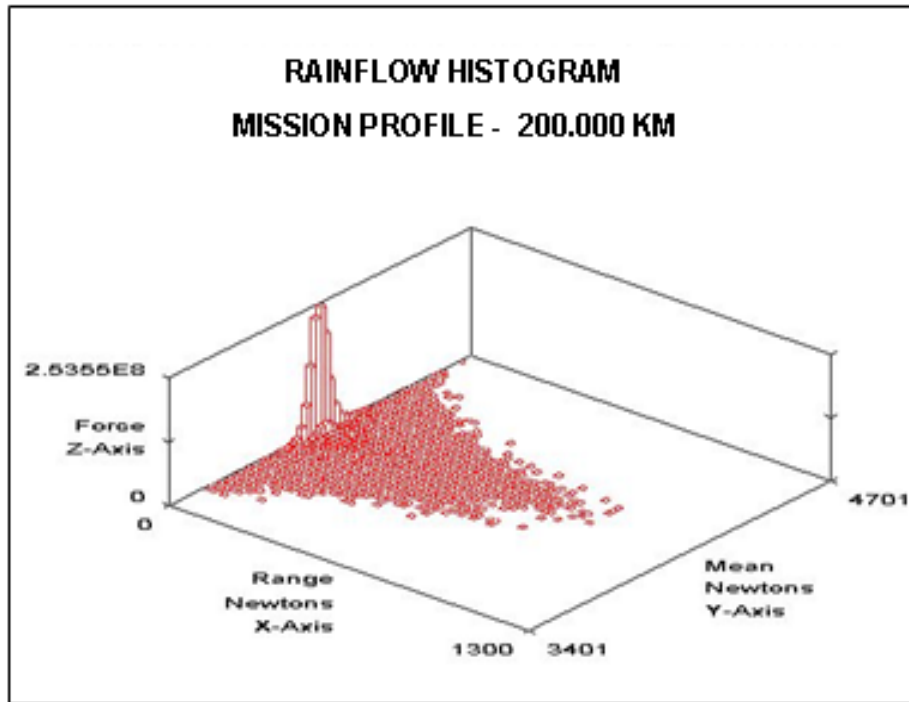 RAINFLOW HISTOGRAM
MISSION PROFILE - 200.000 KM
2.5355E8
Force
Z-Axis
0
0
Range
Newtons
X-Axis
1300
3401
Mean
Newtons
Y-Axis
4701